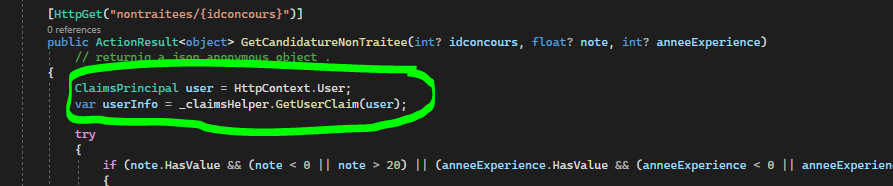 [HttpGet("nontraitees/{idconcours}")]
0 references
public ActionResult<object> GetCandidatureNonTraitee(int? idconcours, float? note, int? anneeExperience)
// returnig a json anonymous object .
{
ClaimsPrincipal user = HttpContext.User;
var userInfo = _claimsHelper.GetUserClaim(user);
try
{
if (note.HasValue && (note < 0 || note > 20) || (anneeExperience.HasValue && (anneeExperience < 0 || anneeExperien
{